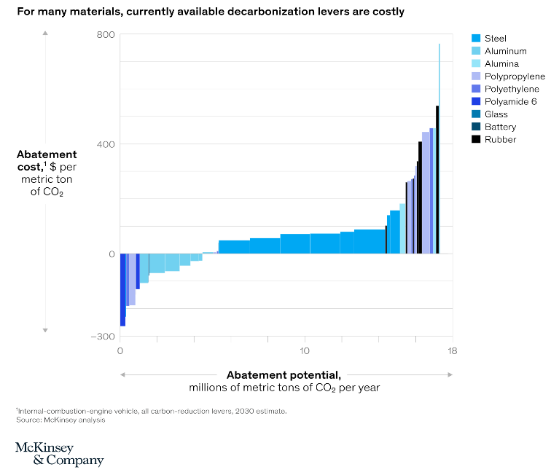 For many materials, currently available decarbonization levers are costly
800
400
0
−300
Abatement
cost,¹ $ per
metric ton
of CO₂
Steel
Aluminum
Alumina
Polypropylene
Polyethylene
Polyamide 6
Glass
Battery
Rubber
0
10
18
Abatement potential,
millions of metric tons of CO₂ per year
¹Internal-combustion-engine vehicle, all carbon-reduction levers, 2030 estimate.
Source: McKinsey analysis
McKinsey
& Company